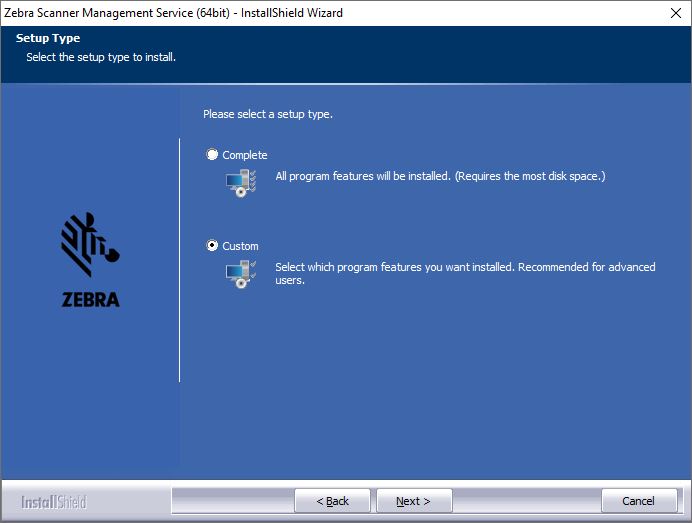 Zebra Scanner Management Service (64bit) - InstallShield Wizard
Setup Type
Select the setup type to install.
Please select a setup type.
Complete
All program features will be installed. (Requires the most disk space.)
Custom
Select which program features you want installed. Recommended for advanced
users.
ZEBRA
InstallShield
< Back
Next >
Cancel